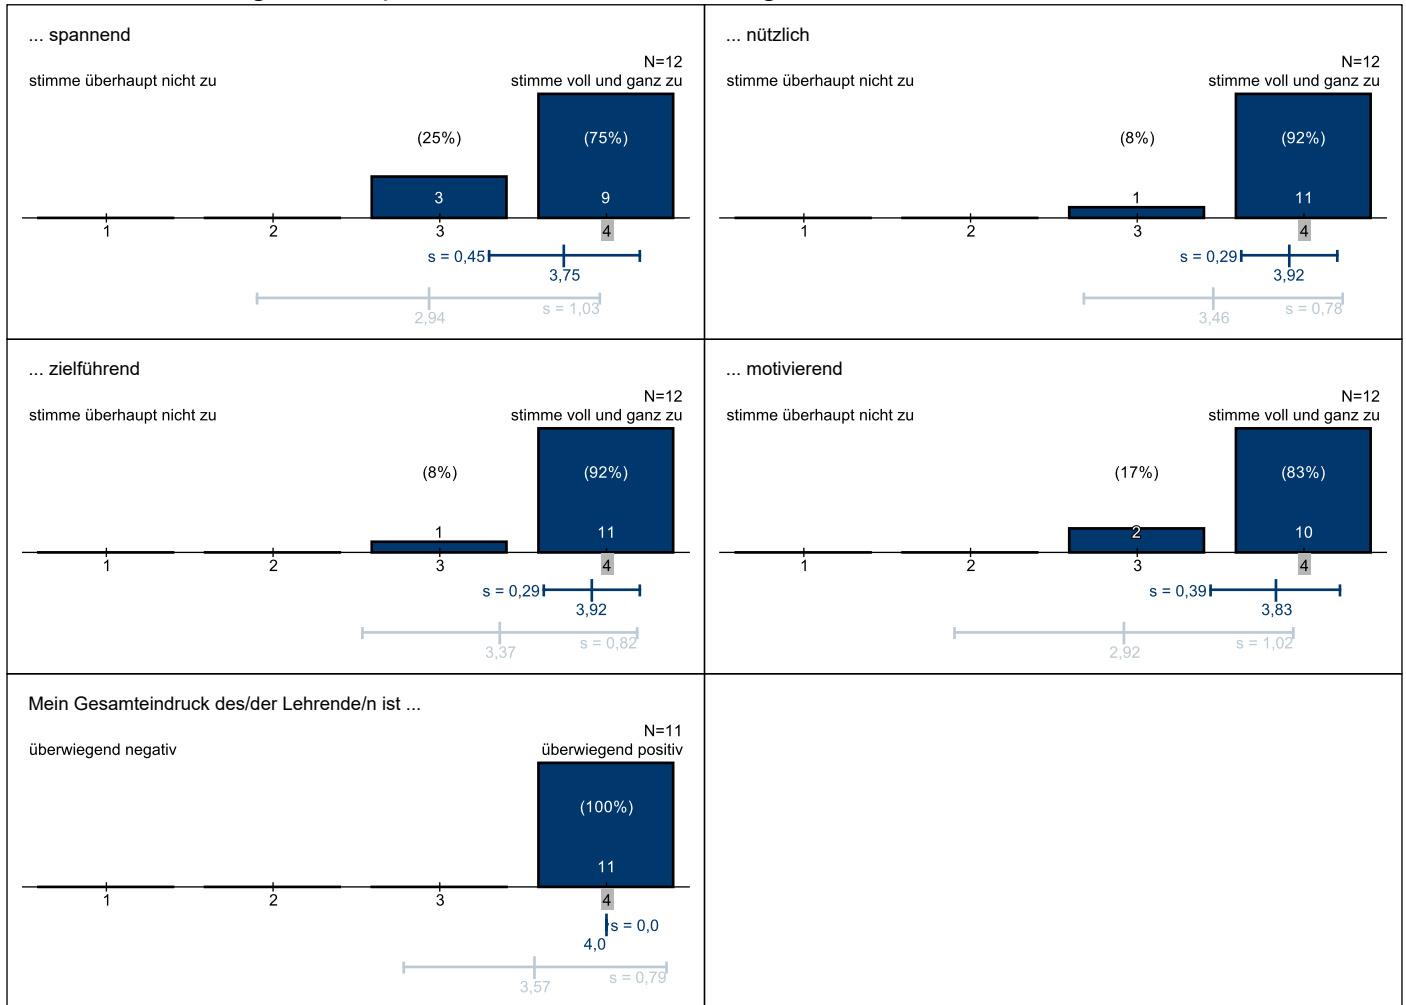 ... spannend
N=12
stimme überhaupt nicht zu stimme voll und ganz zu
(25%) (75%)
3 9
1 2 3 4
s = 0,45
3,75
s = 1,03
2,94
... nützlich
N=12
stimme überhaupt nicht zu stimme voll und ganz zu
(8%) (92%)
1 11
1 2 3 4
s = 0,29
3,92
s = 0,78
3,46
... zielführend
N=12
stimme überhaupt nicht zu stimme voll und ganz zu
(8%) (92%)
1 11
1 2 3 4
s = 0,29
3,92
s = 0,82
3,37
... motivierend
N=12
stimme überhaupt nicht zu stimme voll und ganz zu
(17%) (83%)
2 10
1 2 3 4
s = 0,39
3,83
s = 1,02
2,92
Mein Gesamteindruck des/der Lehrende/n ist ...
N=11
überwiegend negativ überwiegend positiv
(100%)
11
1 2 3 4
s = 0,0
4,0
s = 0,79
3,57